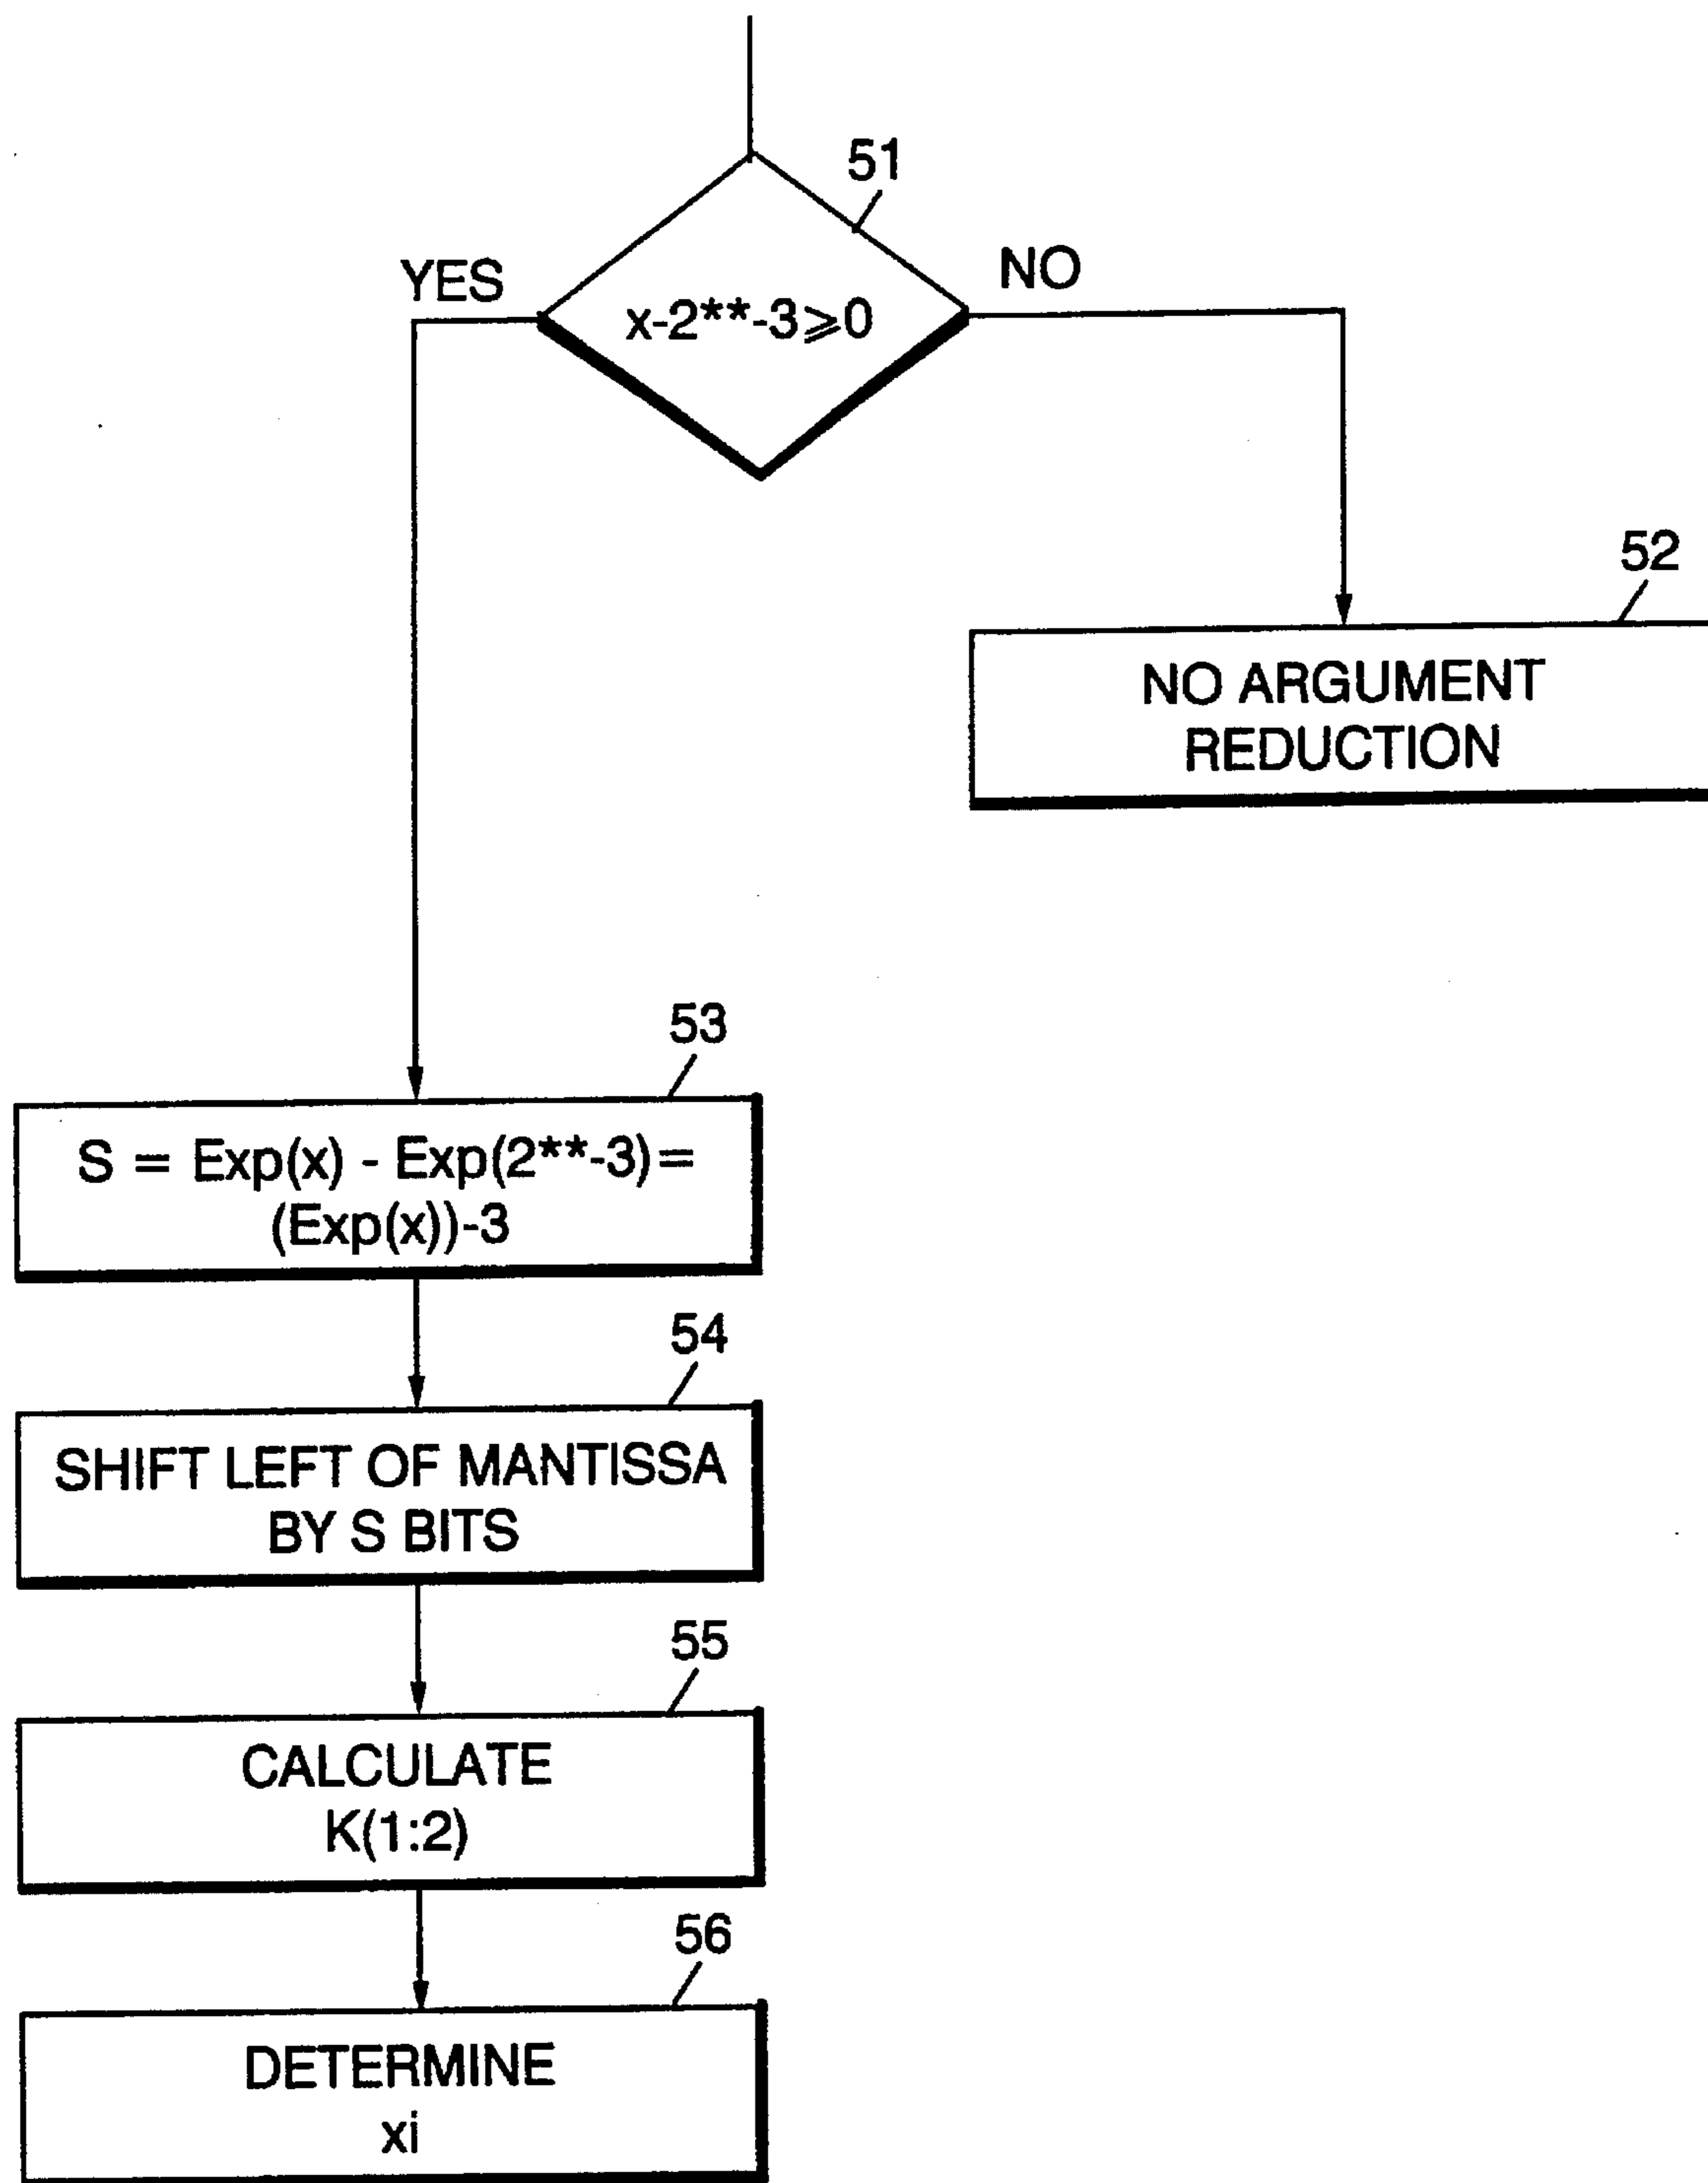 51
YES
NO
x-2**-3⩾0
52
NO ARGUMENT
REDUCTION
53
S = Exp(x) - Exp(2**-3)=
(Exp(x))-3
54
SHIFT LEFT OF MANTISSA
BY S BITS
55
CALCULATE
K(1:2)
56
DETERMINE
xi